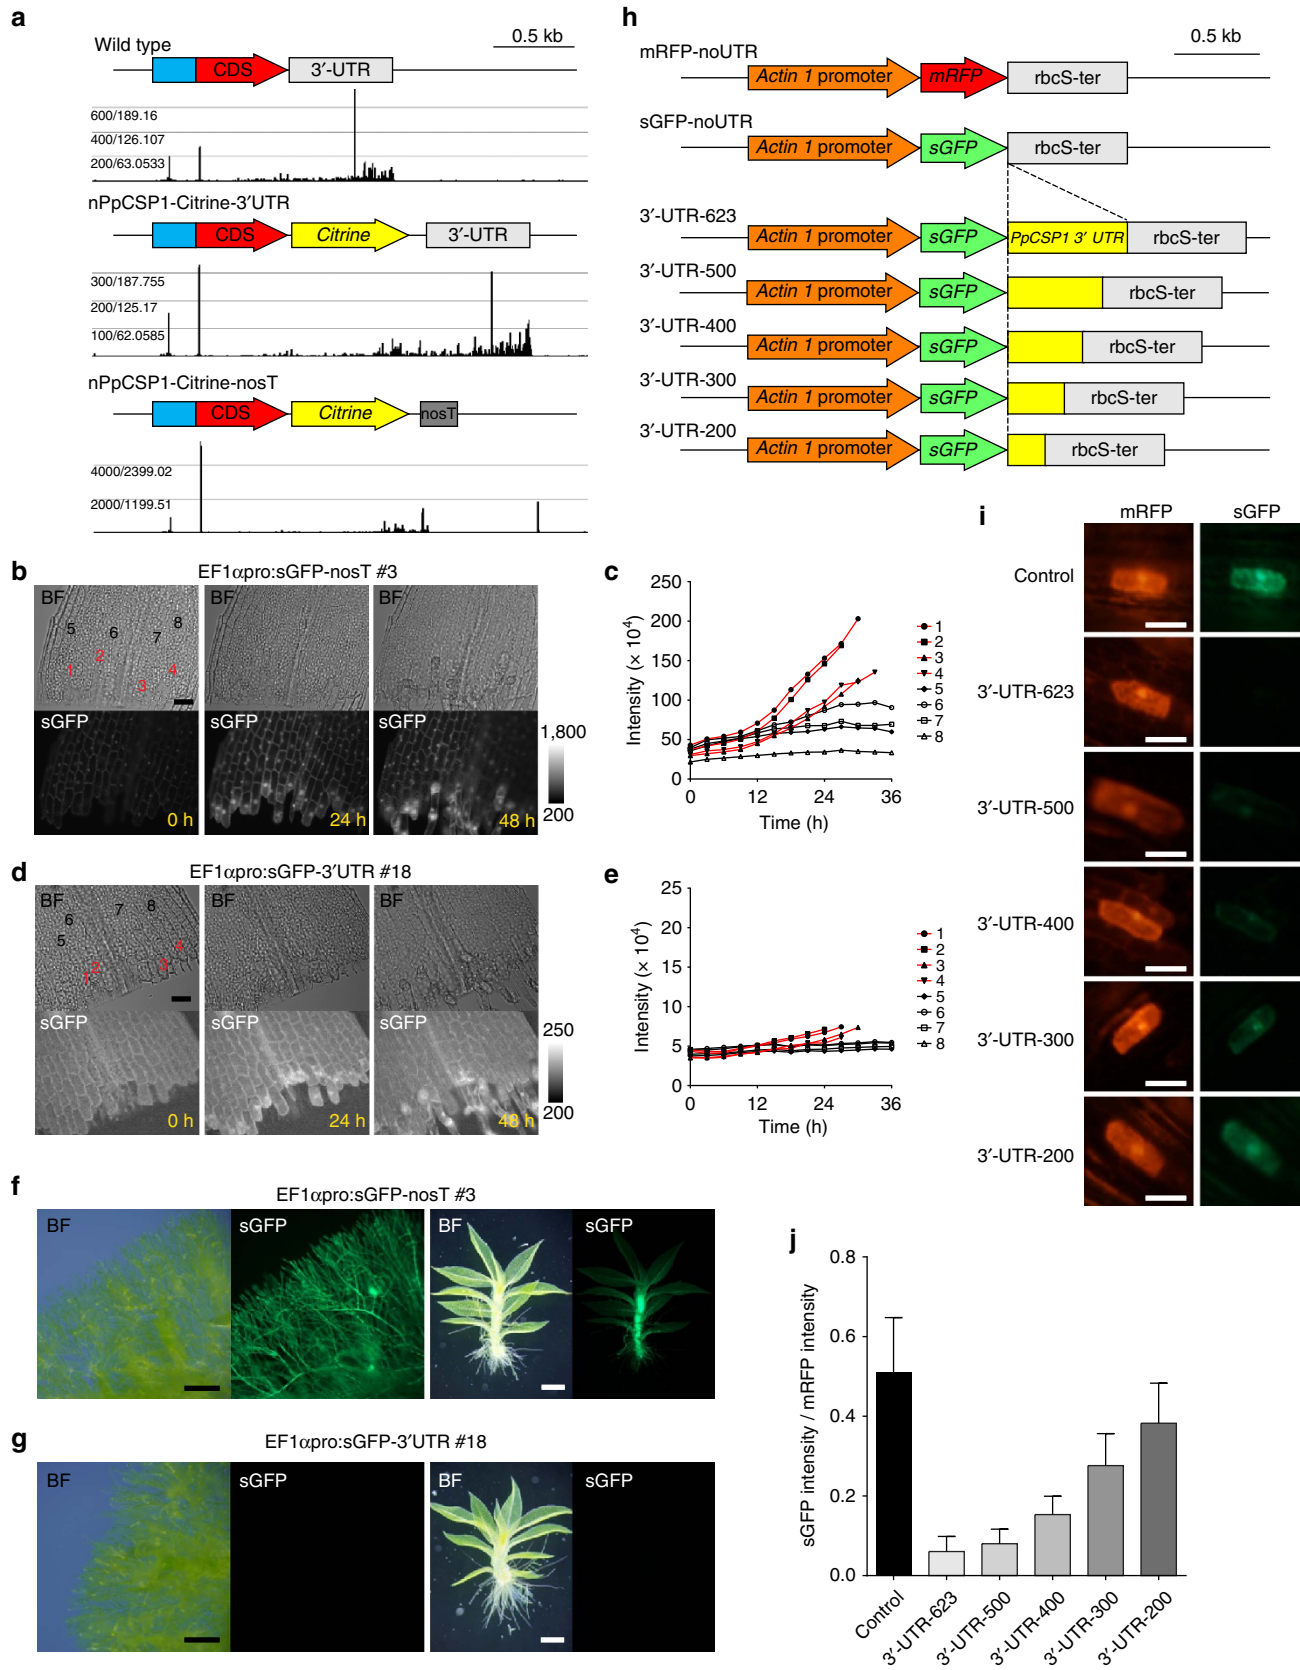 a
Wild type
0.5 kb
CDS
3′-UTR
600/189.16
400/126.107
200/63.0533
nPpCSP1-Citrine-3′UTR
CDS
Citrine
3′-UTR
300/187.755
200/125.17
100/62.0585
nPpCSP1-Citrine-nosT
CDS
Citrine
nosT
4000/2399.02
2000/1199.51
b
EF1αpro:sGFP-nosT #3
BF
BF
BF
5
6
7
8
1
2
3
4
sGFP
sGFP
sGFP
0 h
24 h
48 h
1,800
200
c
Intensity (× 10⁴)
250
200
150
100
50
0
0
12
24
36
Time (h)
1
2
3
4
5
6
7
8
d
EF1αpro:sGFP-3′UTR #18
BF
BF
BF
5
6
7
8
1
2
3
4
sGFP
sGFP
sGFP
0 h
24 h
48 h
250
200
e
Intensity (× 10⁴)
25
20
15
10
5
0
0
12
24
36
Time (h)
1
2
3
4
5
6
7
8
f
EF1αpro:sGFP-nosT #3
BF
sGFP
BF
sGFP
g
EF1αpro:sGFP-3′UTR #18
BF
sGFP
BF
sGFP
h
0.5 kb
mRFP-noUTR
Actin 1 promoter
mRFP
rbcS-ter
sGFP-noUTR
Actin 1 promoter
sGFP
rbcS-ter
3′-UTR-623
Actin 1 promoter
sGFP
PpCSP1 3′ UTR
rbcS-ter
3′-UTR-500
Actin 1 promoter
sGFP
rbcS-ter
3′-UTR-400
Actin 1 promoter
sGFP
rbcS-ter
3′-UTR-300
Actin 1 promoter
sGFP
rbcS-ter
3′-UTR-200
Actin 1 promoter
sGFP
rbcS-ter
i
mRFP
sGFP
Control
3′-UTR-623
3′-UTR-500
3′-UTR-400
3′-UTR-300
3′-UTR-200
j
sGFP intensity / mRFP intensity
0.8
0.6
0.4
0.2
0.0
Control
3′-UTR-623
3′-UTR-500
3′-UTR-400
3′-UTR-300
3′-UTR-200